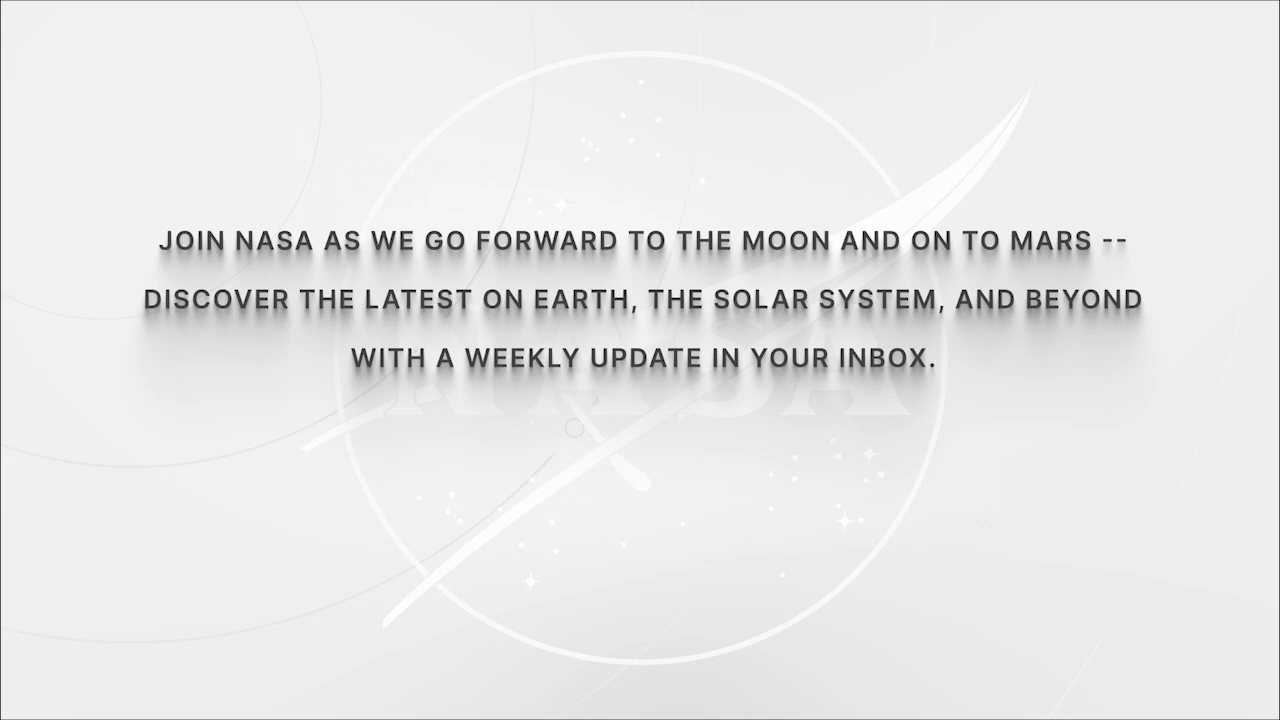 JOIN NASA AS WE GO FORWARD TO THE MOON AND ON TO MARS --
DISCOVER THE LATEST ON EARTH, THE SOLAR SYSTEM, AND BEYOND
WITH A WEEKLY UPDATE IN YOUR INBOX.
NASA